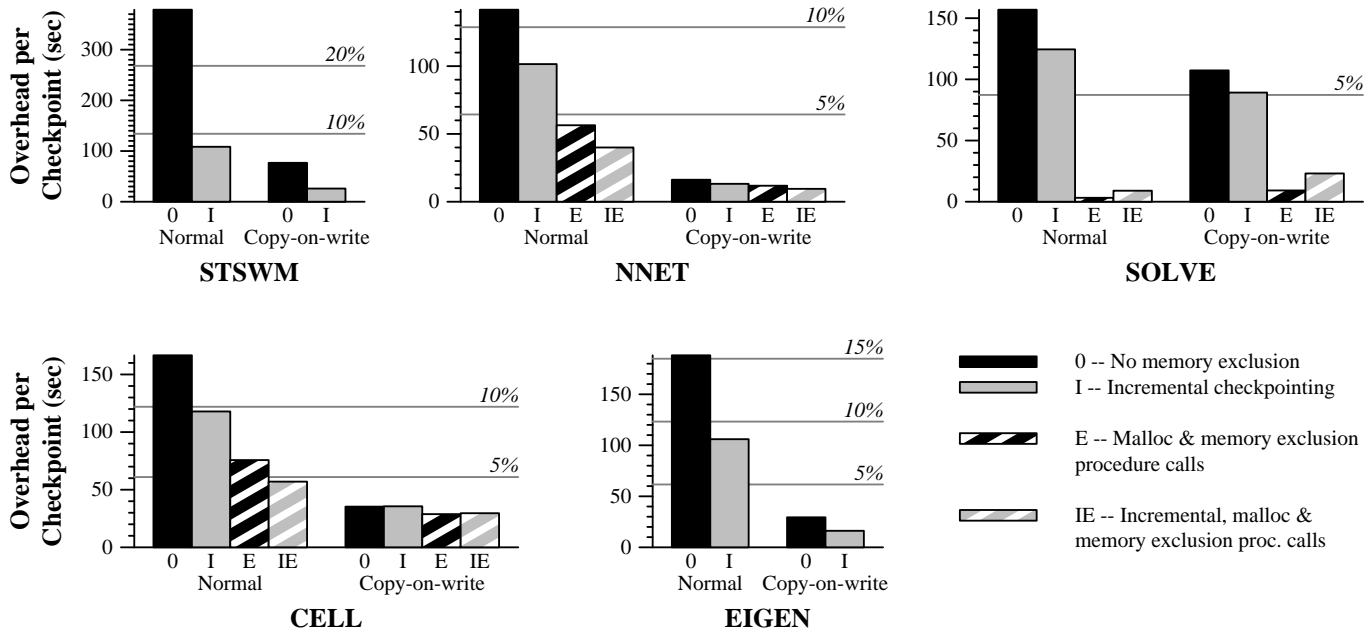 Overhead per
Checkpoint (sec)
300
200
100
0
20%
10%
0 I 0 I
Normal Copy-on-write
STSWM
100
50
0
10%
5%
0 I E IE 0 I E IE
Normal Copy-on-write
NNET
150
100
50
0
5%
0 I E IE 0 I E IE
Normal Copy-on-write
SOLVE
Overhead per
Checkpoint (sec)
150
100
50
0
10%
5%
0 I E IE 0 I E IE
Normal Copy-on-write
CELL
150
100
50
0
15%
10%
5%
0 I 0 I
Normal Copy-on-write
EIGEN
0 -- No memory exclusion
I -- Incremental checkpointing
E -- Malloc & memory exclusion
procedure calls
IE -- Incremental, malloc &
memory exclusion proc. calls